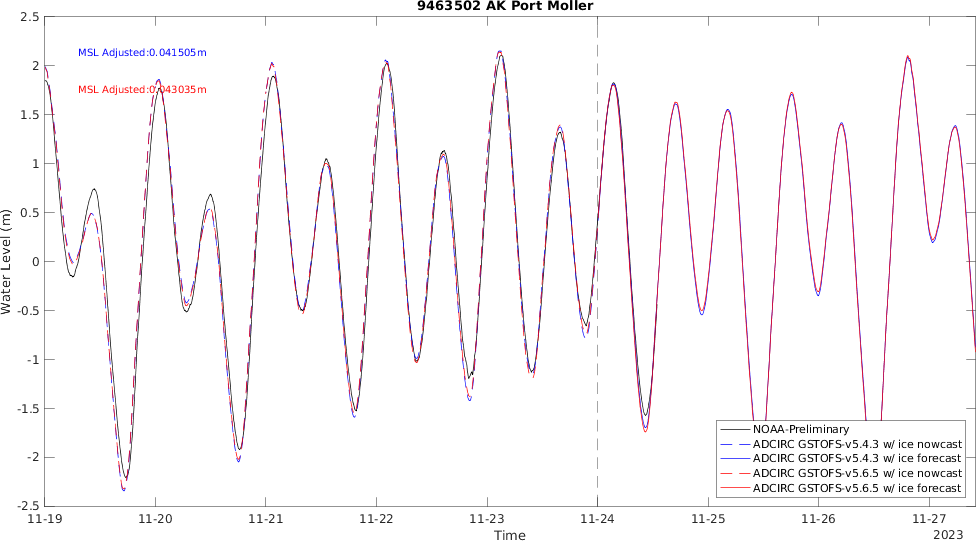 9463502 AK Port Moller
2.5
2
1.5
1
0.5
0
-0.5
-1
-1.5
-2
-2.5
Water Level (m)
MSL Adjusted:0.041505m
MSL Adjusted:0.043035m
NOAA-Preliminary
ADCIRC GSTOFS-v5.4.3 w/ ice nowcast
ADCIRC GSTOFS-v5.4.3 w/ ice forecast
ADCIRC GSTOFS-v5.6.5 w/ ice nowcast
ADCIRC GSTOFS-v5.6.5 w/ ice forecast
11-19 11-20 11-21 11-22 11-23 11-24 11-25 11-26 11-27
Time
2023